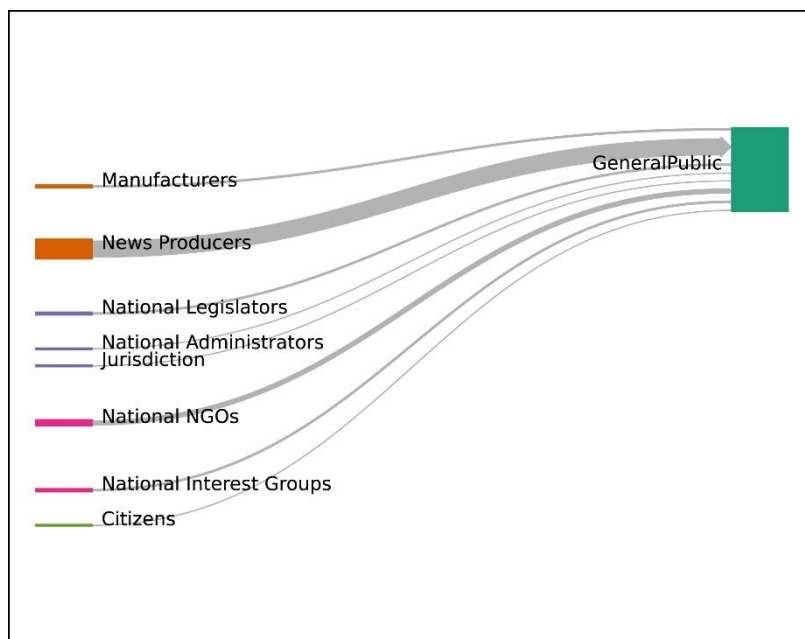 GeneralPublic
Manufacturers
News Producers
National Legislators
National Administrators
Jurisdiction
National NGOs
National Interest Groups
Citizens